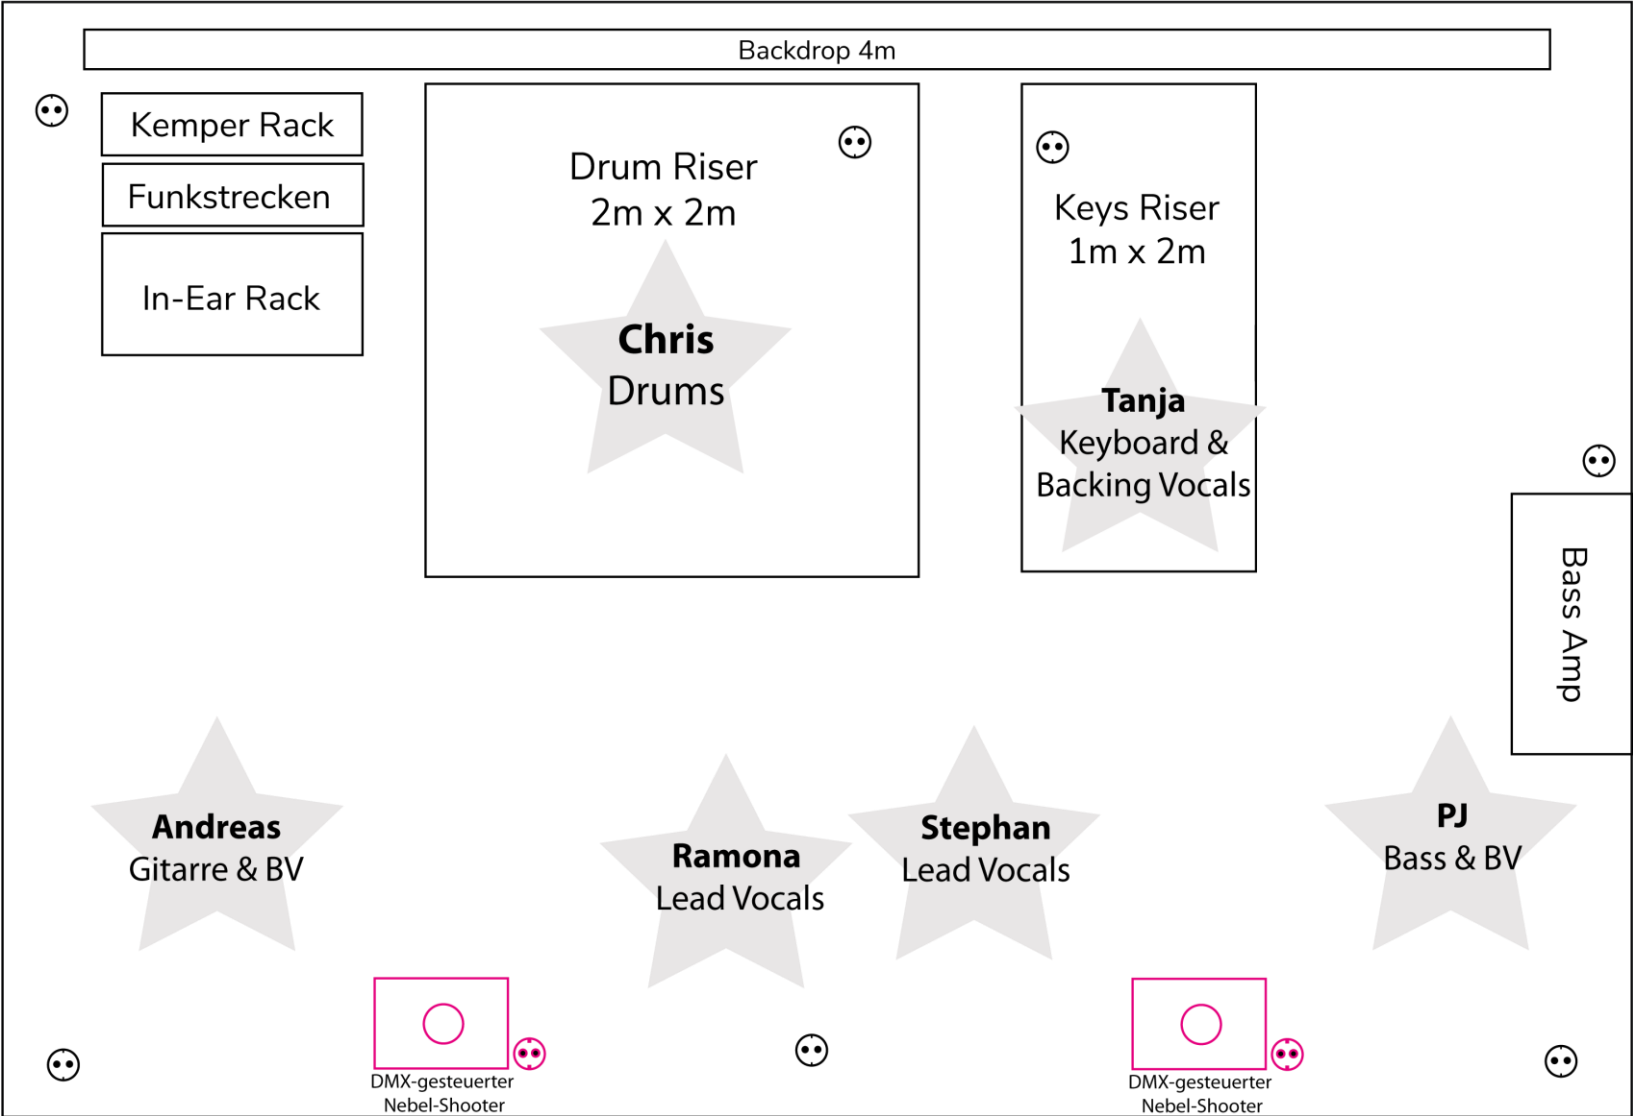 Backdrop 4m
Kemper Rack
Funkstrecken
In-Ear Rack
Drum Riser
2m x 2m
Chris
Drums
Keys Riser
1m x 2m
Tanja
Keyboard &
Backing Vocals
Bass Amp
Andreas
Gitarre & BV
Ramona
Lead Vocals
Stephan
Lead Vocals
PJ
Bass & BV
DMX-gesteuerter
Nebel-Shooter
DMX-gesteuerter
Nebel-Shooter